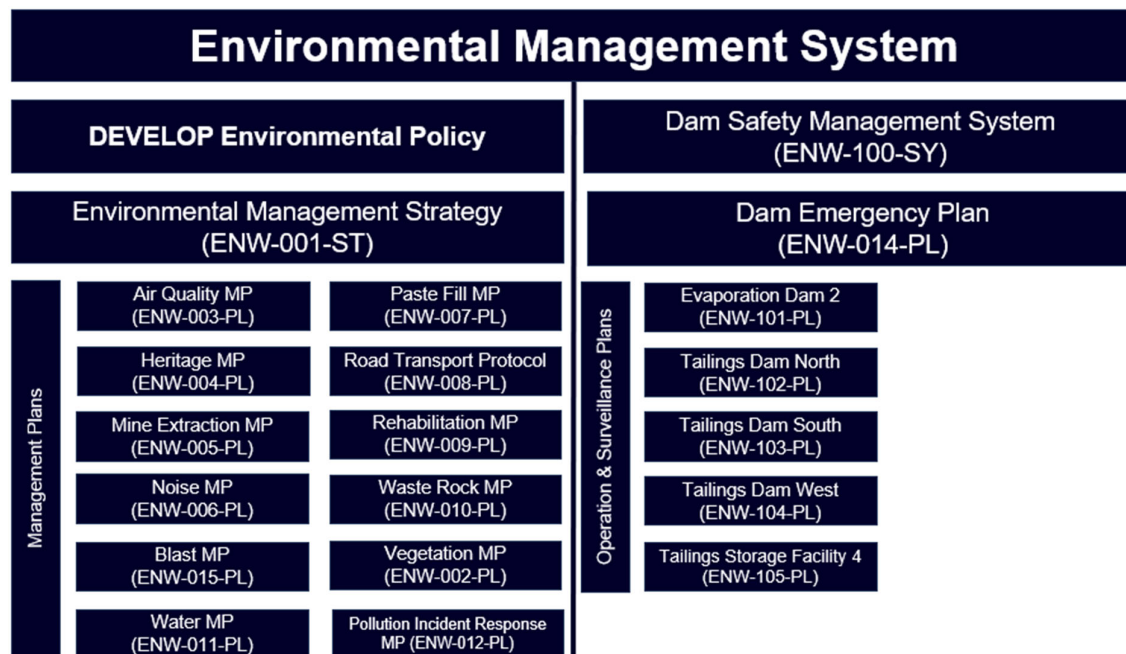 Environmental Management System
DEVELOP Environmental Policy
Environmental Management Strategy
(ENW-001-ST)
Management Plans
Air Quality MP
(ENW-003-PL)
Paste Fill MP
(ENW-007-PL)
Heritage MP
(ENW-004-PL)
Road Transport Protocol
(ENW-008-PL)
Mine Extraction MP
(ENW-005-PL)
Rehabilitation MP
(ENW-009-PL)
Noise MP
(ENW-006-PL)
Waste Rock MP
(ENW-010-PL)
Blast MP
(ENW-015-PL)
Vegetation MP
(ENW-002-PL)
Water MP
(ENW-011-PL)
Pollution Incident Response
MP (ENW-012-PL)
Dam Safety Management System
(ENW-100-SY)
Dam Emergency Plan
(ENW-014-PL)
Operation & Surveillance Plans
Evaporation Dam 2
(ENW-101-PL)
Tailings Dam North
(ENW-102-PL)
Tailings Dam South
(ENW-103-PL)
Tailings Dam West
(ENW-104-PL)
Tailings Storage Facility 4
(ENW-105-PL)